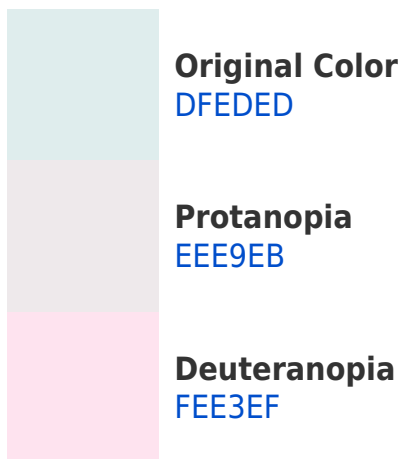 Original Color
DFEDED
Protanopia
EEE9EB
Deuteranopia
FEE3EF